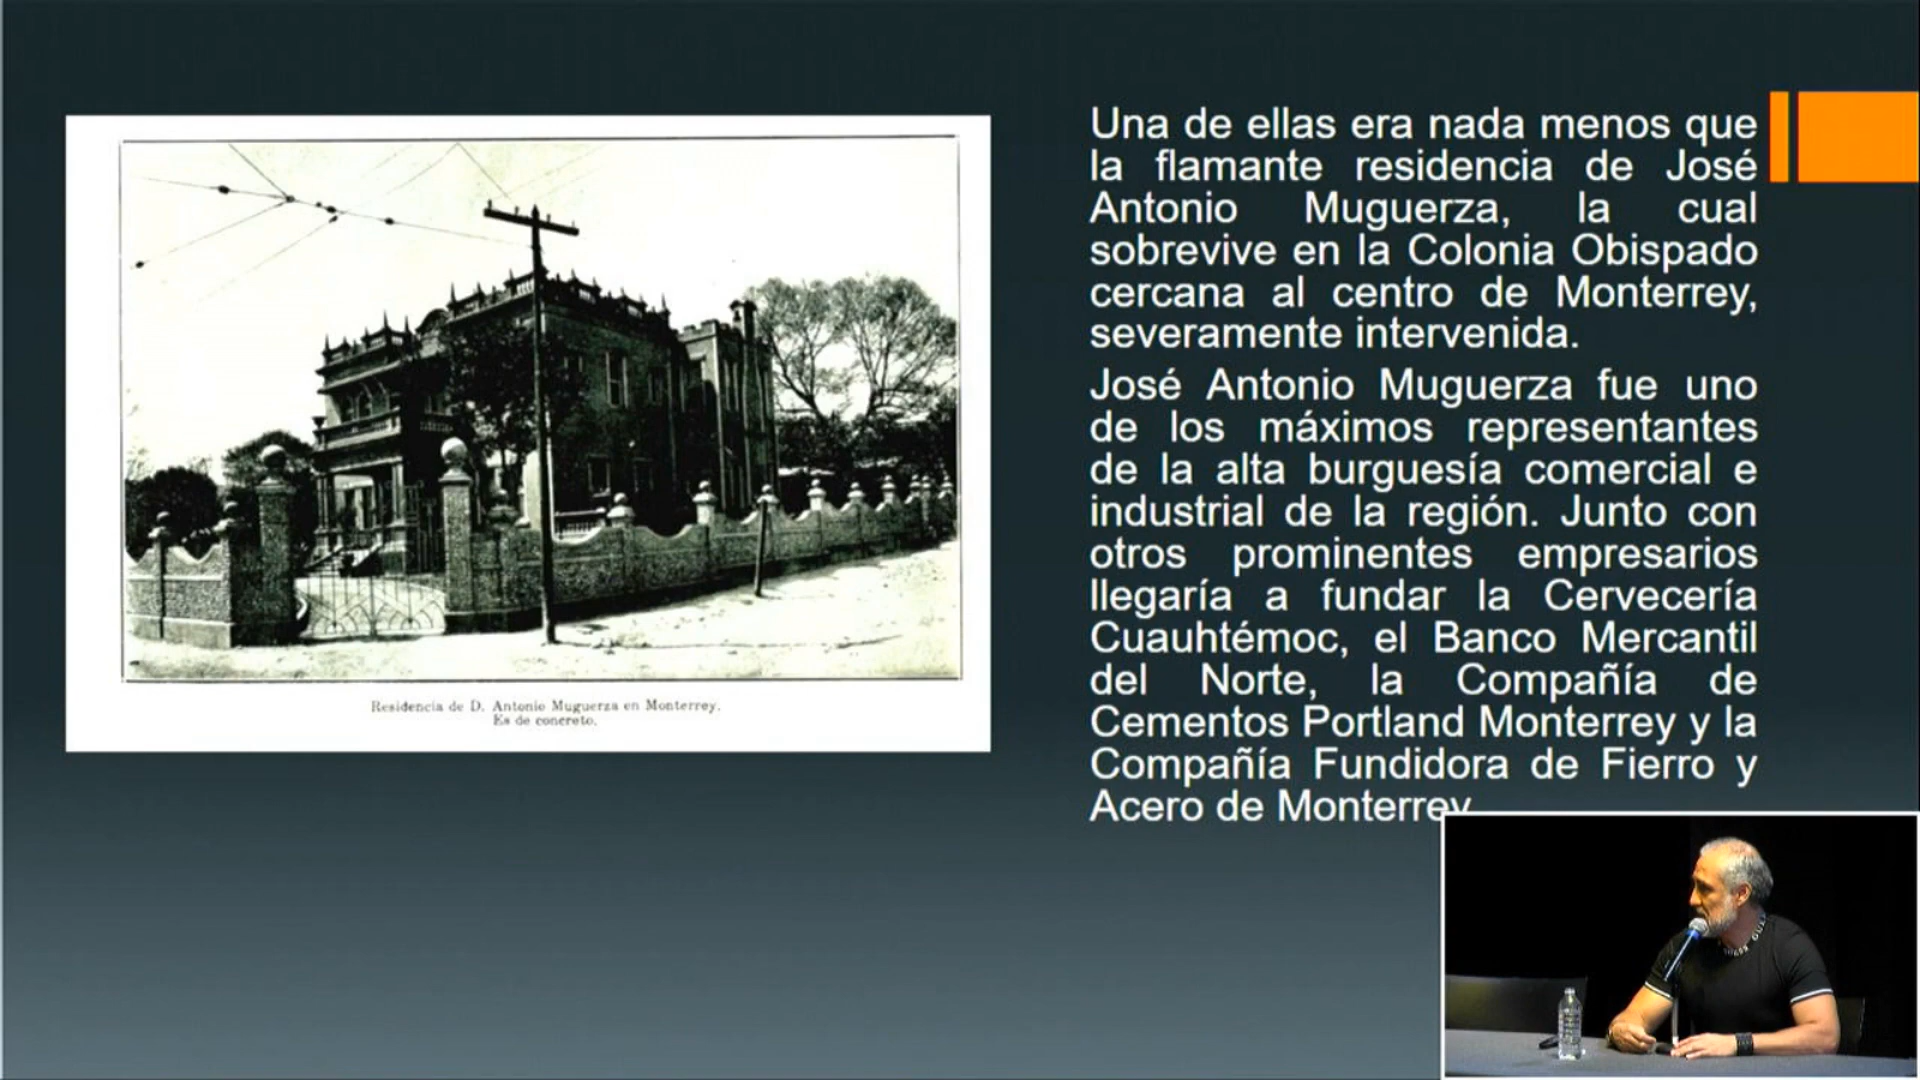 Una de ellas era nada menos que
la flamante residencia de José
Antonio Muguerza, la cual
sobrevive en la Colonia Obispado
cercana al centro de Monterrey,
severamente intervenida.
José Antonio Muguerza fue uno
de los máximos representantes
de la alta burguesía comercial e
industrial de la región. Junto con
otros prominentes empresarios
llegaría a fundar la Cervecería
Cuauhtémoc, el Banco Mercantil
del Norte, la Compañía de
Cementos Portland Monterrey y la
Compañía Fundidora de Fierro y
Acero de Monterrey
Residencia de D. Antonio Muguerza en Monterrey.
Es de concreto.